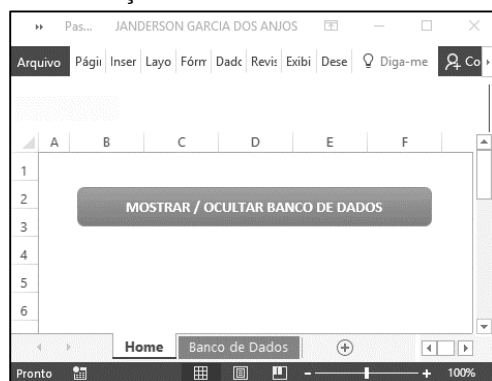 Pas... JANDERSON GARCIA DOS ANJOS
Arquivo Págii Inser Layo Fórm Dadc Revis Exibi Dese Diga-me Co
A B C D E F
1
2
MOSTRAR / OCULTAR BANCO DE DADOS
3
4
5
6
Home Banco de Dados
Pronto 100%